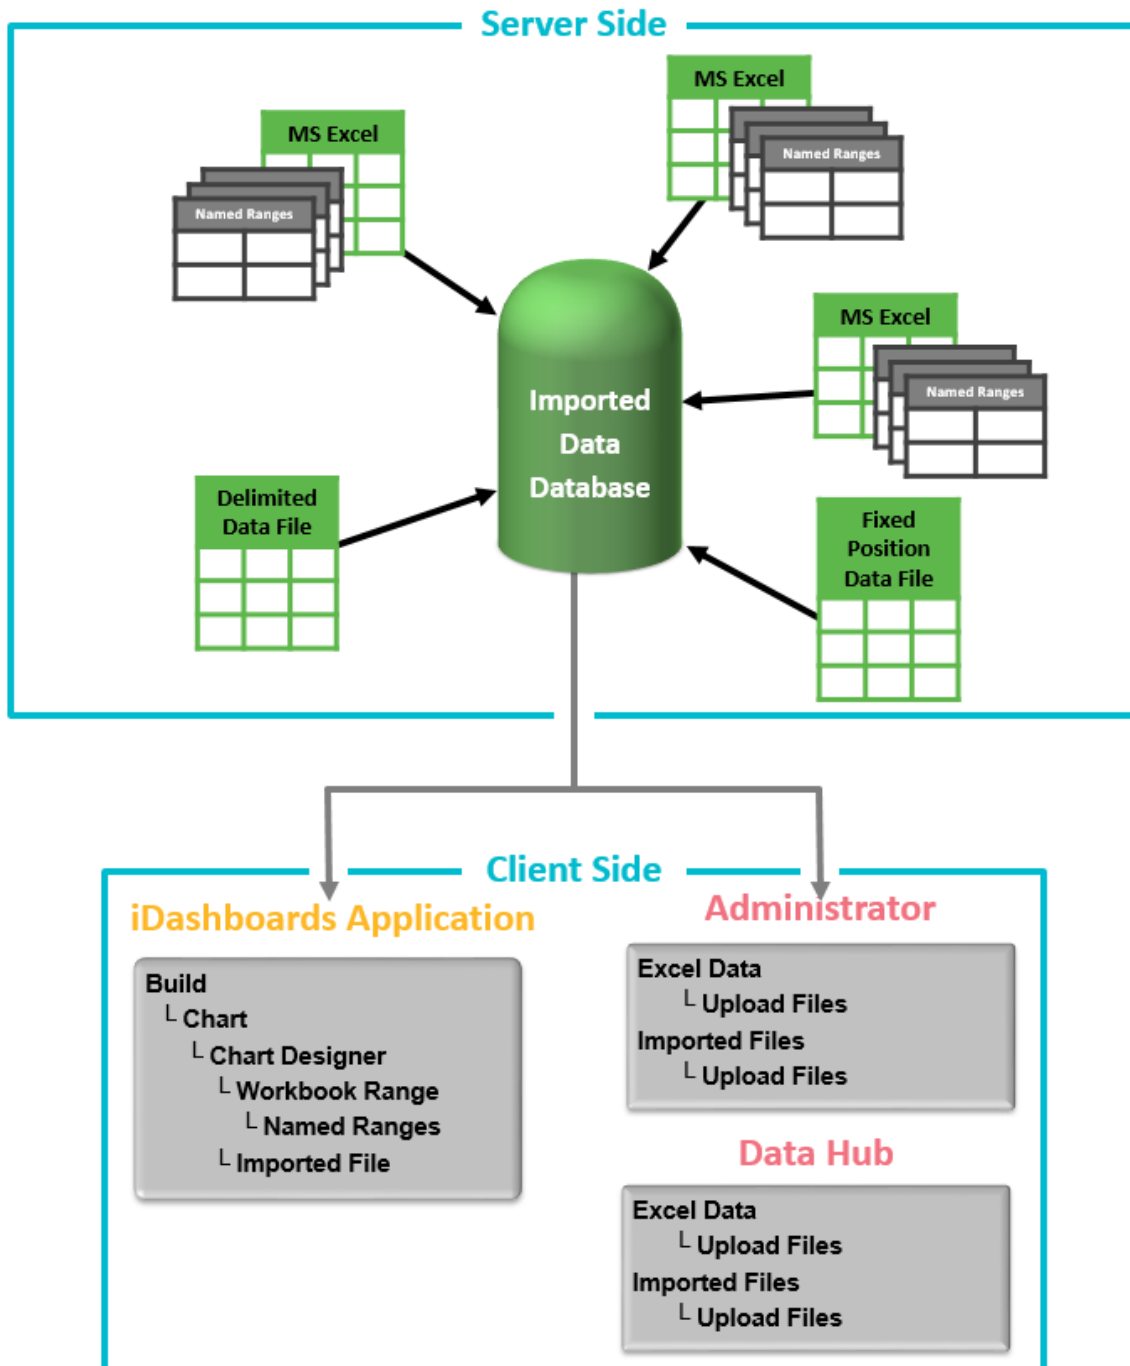 Server Side
MS Excel
Named Ranges
MS Excel
Named Ranges
MS Excel
Named Ranges
Imported
Data
Database
Delimited
Data File
Fixed
Position
Data File
Client Side
iDashboards Application
Build
└ Chart
└ Chart Designer
└ Workbook Range
└ Named Ranges
└ Imported File
Administrator
Excel Data
└ Upload Files
Imported Files
└ Upload Files
Data Hub
Excel Data
└ Upload Files
Imported Files
└ Upload Files